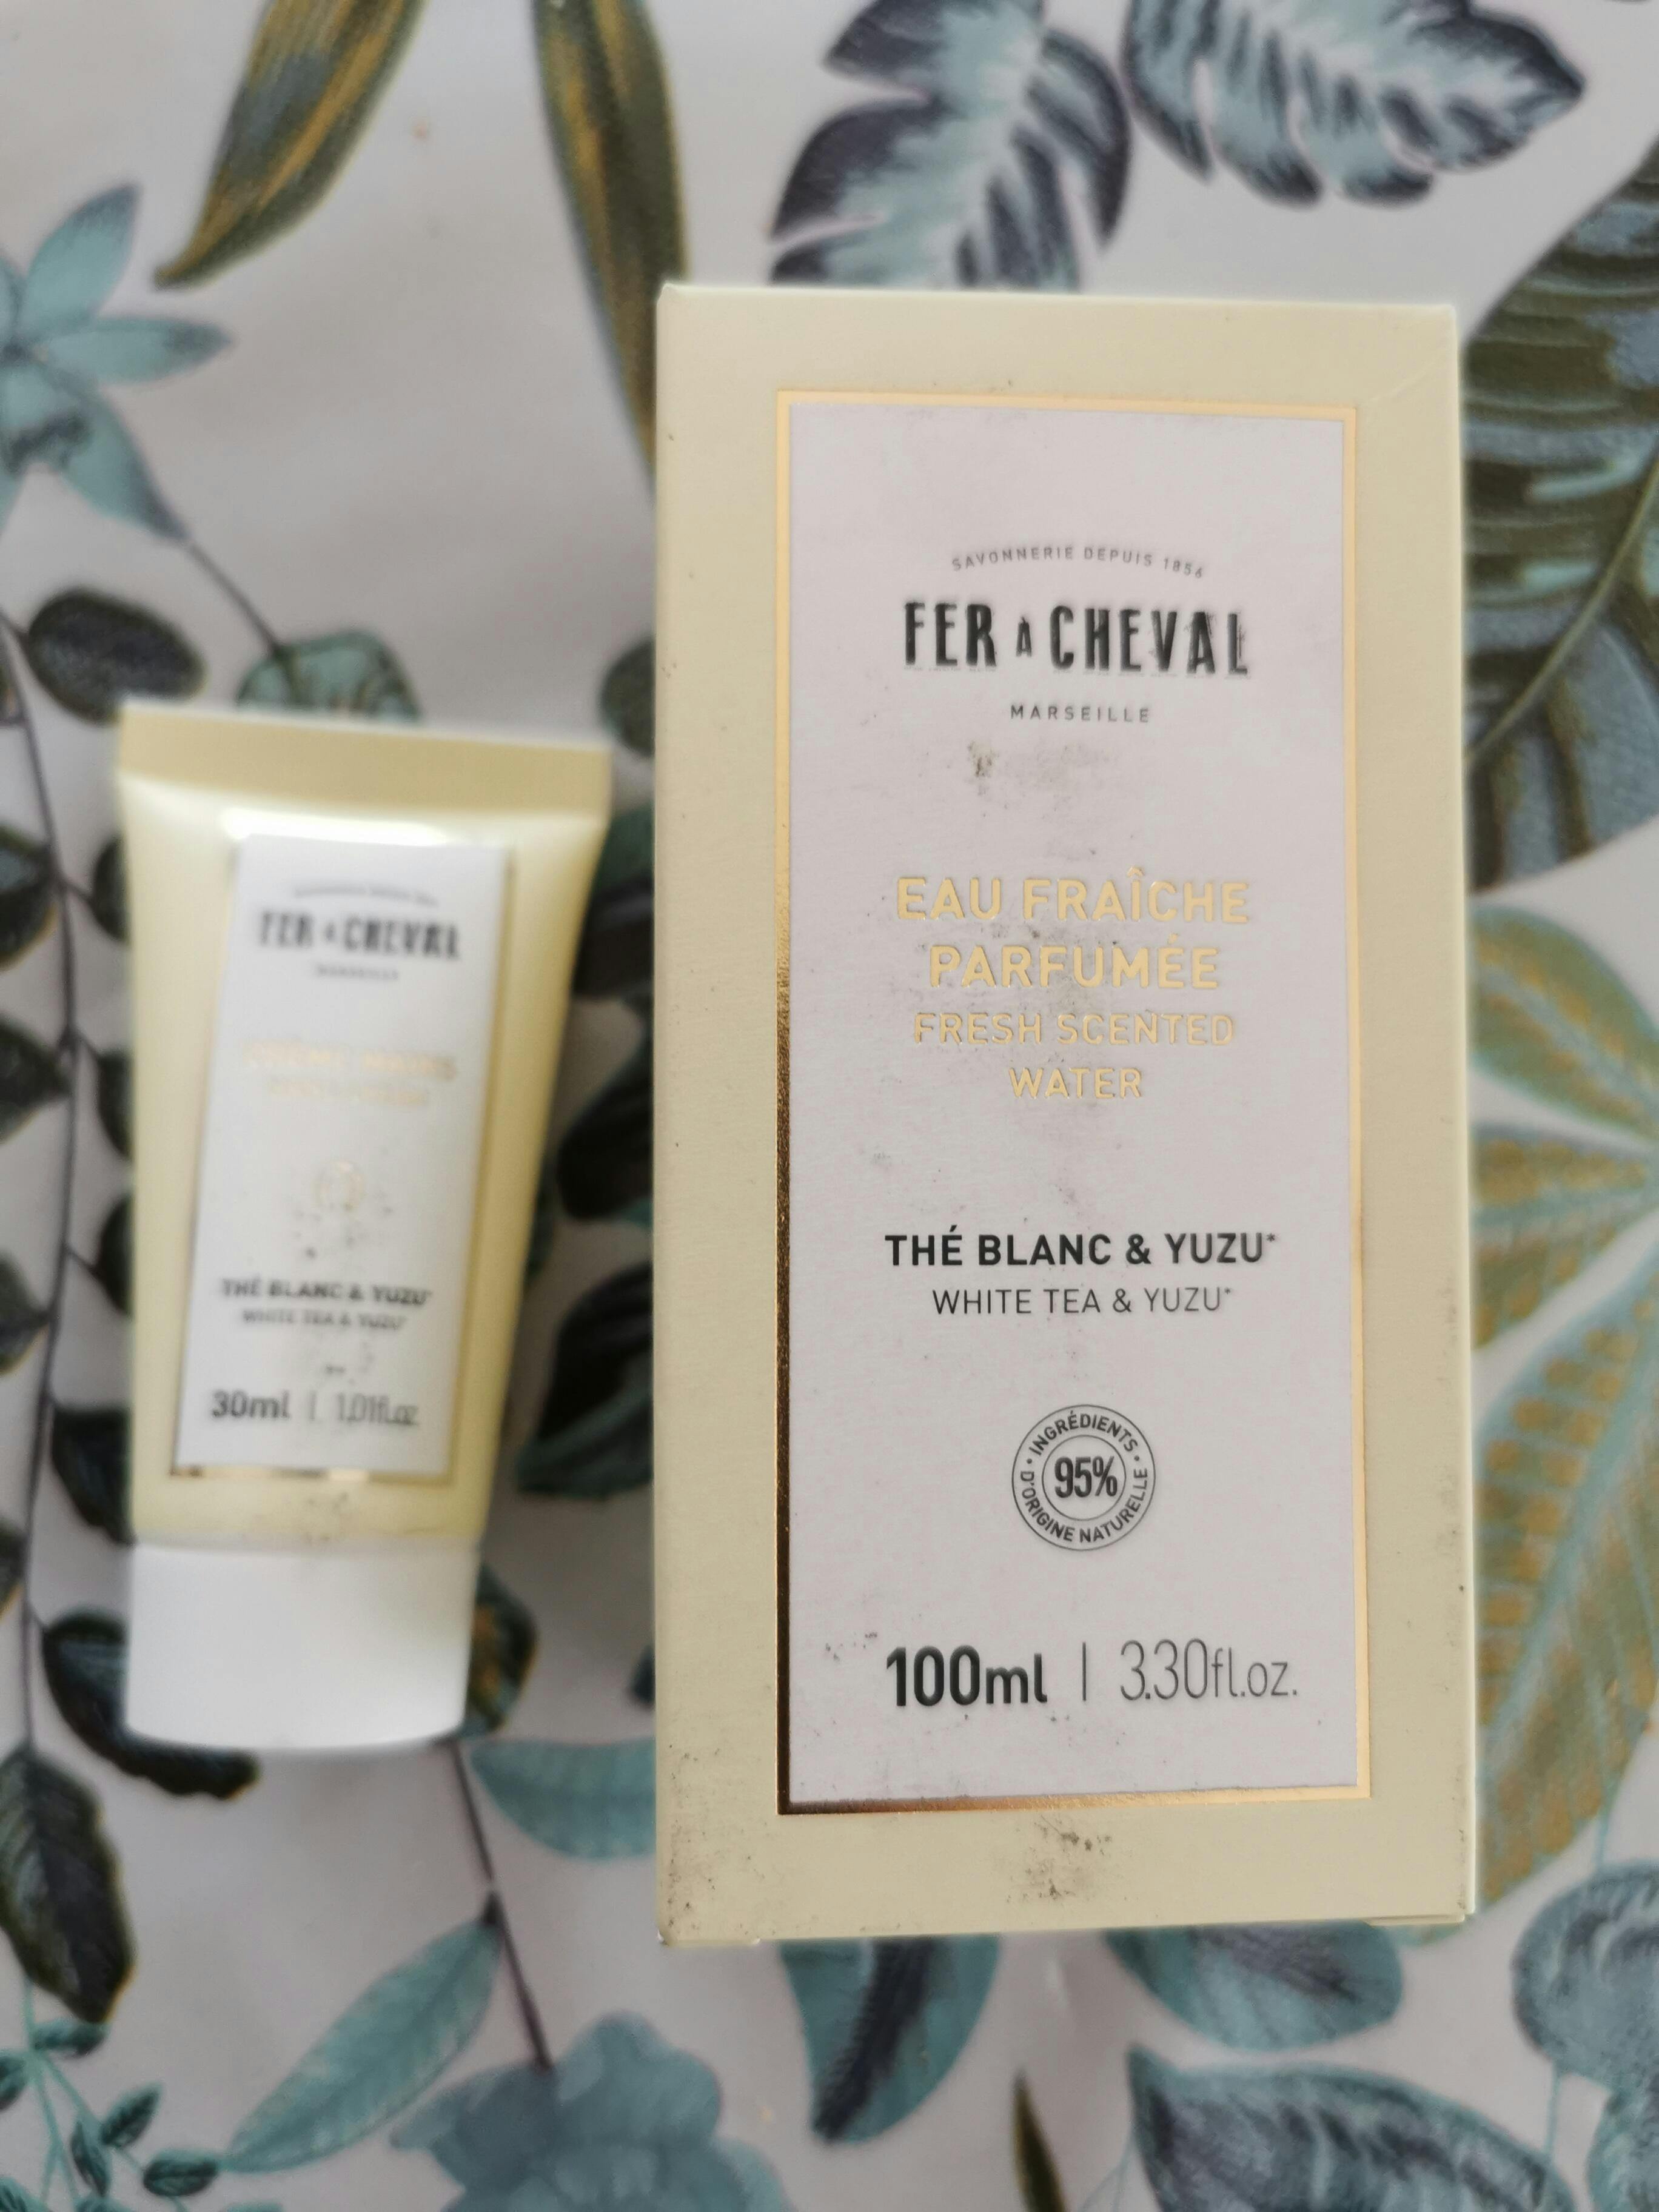 FER À CHEVAL
THÉ BLANC & YUZU*
WHITE TEA & YUZU*
30ml | 1.01fl.oz.
SAVONNERIE DEPUIS 1856
FER À CHEVAL
MARSEILLE
EAU FRAÎCHE
PARFUMÉE
FRESH SCENTED
WATER
THÉ BLANC & YUZU*
WHITE TEA & YUZU*
• INGRÉDIENTS •
D'ORIGINE NATURELLE
95%
100ml | 3.30fl.oz.